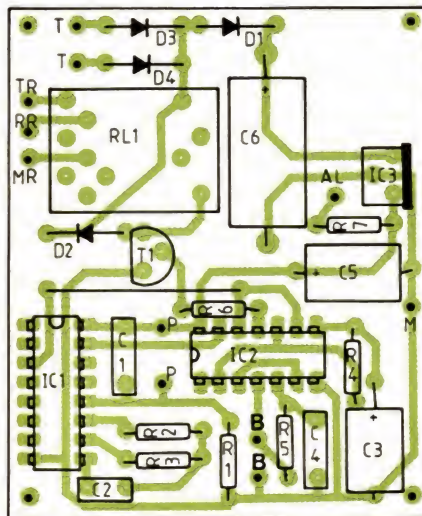 T D3 D1
T D4
TR
RR
RL1
C6
MR
AL
IC3
R7
D2
T1
C5
R6
P
M
IC1
C1
IC2
R4
P
R2
B
R3
R1
R5
C4
C3
B
C2